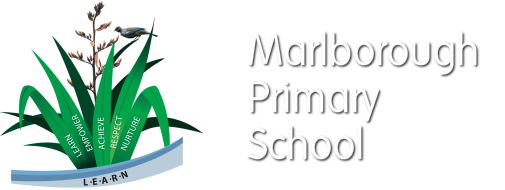 Marlborough
Primary
School
LEARN
EMPOWER
ACHIEVE
RESPECT
NURTURE
L·E·A·R·N